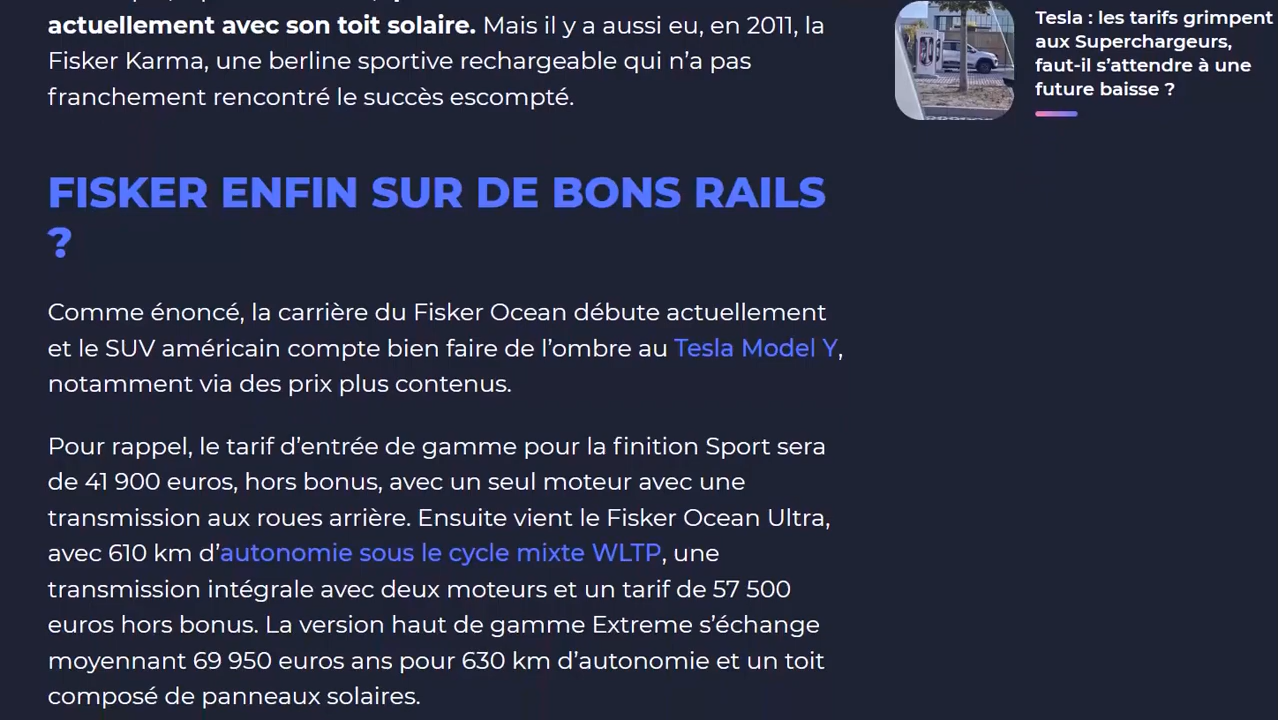 actuellement avec son toit solaire. Mais il y a aussi eu, en 2011, la
Fisker Karma, une berline sportive rechargeable qui n’a pas
franchement rencontré le succès escompté.
FISKER ENFIN SUR DE BONS RAILS
?
Comme énoncé, la carrière du Fisker Ocean débute actuellement
et le SUV américain compte bien faire de l’ombre au Tesla Model Y,
notamment via des prix plus contenus.
Pour rappel, le tarif d’entrée de gamme pour la finition Sport sera
de 41 900 euros, hors bonus, avec un seul moteur avec une
transmission aux roues arrière. Ensuite vient le Fisker Ocean Ultra,
avec 610 km d’autonomie sous le cycle mixte WLTP, une
transmission intégrale avec deux moteurs et un tarif de 57 500
euros hors bonus. La version haut de gamme Extreme s’échange
moyennant 69 950 euros ans pour 630 km d’autonomie et un toit
composé de panneaux solaires.
Tesla : les tarifs grimpent
aux Superchargeurs,
faut-il s’attendre à une
future baisse ?